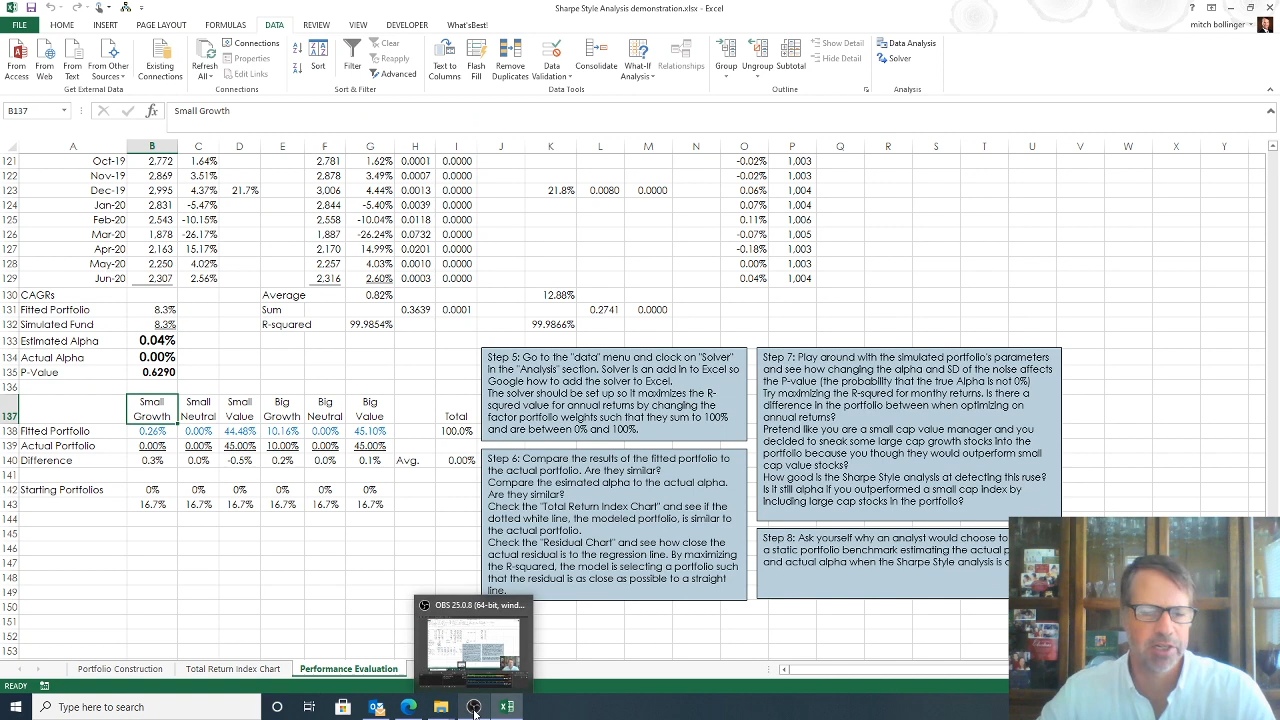 Sharpe Style Analysis demonstration.xlsx - Excel
FILE HOME INSERT PAGE LAYOUT FORMULAS DATA REVIEW VIEW DEVELOPER What'sBest! mitch bollinger
From Access
From Web
From Text
From Other Sources
Get External Data
Existing Connections
Refresh All
Connections
Properties
Edit Links
Connections
Sort
Filter
Clear
Reapply
Advanced
Sort & Filter
Text to Columns
Flash Fill
Remove Duplicates
Data Validation
Consolidate
What-If Analysis
Relationships
Data Tools
Group
Ungroup
Subtotal
Show Detail
Hide Detail
Outline
Data Analysis
Solver
Analysis
B137 fx Small Growth
A B C D E F G H I J K L M N O P Q R S T U V W X Y Z
121 Oct-19 2,772 1.64% 2,781 1.62% 0.0001 0.0000 -0.02% 1.003
122 Nov-19 2,869 3.51% 2,878 3.49% 0.0007 0.0000 -0.02% 1.003
123 Dec-19 2,995 4.37% 21.7% 3,006 4.44% 0.0013 0.0000 21.8% 0.0080 0.0000 0.06% 1.004
124 Jan-20 2,831 -5.47% 2,844 -5.40% 0.0039 0.0000 0.07% 1.004
125 Feb-20 2,543 -10.15% 2,558 -10.04% 0.0118 0.0000 0.11% 1.006
126 Mar-20 1,878 -26.17% 1,887 -26.24% 0.0732 0.0000 -0.07% 1.005
127 Apr-20 2,163 15.17% 2,170 14.99% 0.0201 0.0000 -0.18% 1.003
128 May-20 2,250 4.02% 2,257 4.03% 0.0010 0.0000 0.00% 1.003
129 Jun-20 2,307 2.56% 2,316 2.60% 0.0003 0.0000 0.04% 1.004
130 CAGRs Average 0.82% 12.88%
131 Fitted Portfolio 8.3% Sum 0.3639 0.0001 0.2741 0.0000
132 Simulated Fund 8.3% R-squared 99.9854% 99.9866%
133 Estimated Alpha 0.04%
134 Actual Alpha 0.00%
135 P-Value 0.6290
136
137 Small Growth Small Neutral Small Value Big Growth Big Neutral Big Value Total
138 Fitted Portfolio 0.26% 0.00% 44.48% 10.16% 0.00% 45.10% 100.0%
139 Actual Portfolio 0.00% 0.00% 45.00% 10.00% 0.00% 45.00%
140 Difference 0.3% 0.0% -0.5% 0.2% 0.0% 0.1% Avg. 0.00%
141
142 Starting Portfolios 0% 0% 0% 0% 0% 0%
143 16.7% 16.7% 16.7% 16.7% 16.7% 16.7%
144
145
146
147
148
149
150
151
152
153
Step 5: Go to the "data" menu and clock on "Solver"
in the "Analysis" section. Solver is an add in to Excel so
Google how to add the solver to Excel.
The solver should be set up so it maximizes the R-
squred value for annual returns by changing the
factor portfolio weights such that they sum to 100%
and are between 0% and 100%.
Step 6: Compare the results of the fitted portfolio to
the actual portfolio. Are they similar?
Compare the esimated alpha to the actual alpha.
Are they similar?
Check the "Total Return Index Chart" and see if the
dotted white line, the modeled portfolio, is similar to
the actual portfolio.
Check the "Residual Chart" and see how close the
actual residual is to the regression line. By maximizing
the R-squared, the model is selecting a portfolio such
that the residual is as close as possible to a straight
line.
Step 7: Play around with the simulated portfolio's parameters
and see how changing the alpha and SD of the noise affects
the P-value (the probability that the true Alpha is not 0%)
Try maximizing the R-squred for monthy returns. Is there a
difference in the portfolio between when optimizing on
annual returns?
Pretend like you are a small cap value manager and you
decided to sneek some large cap growth stocks into the
portfolio because you though they would outperform small
cap value stocks?
How good is the Sharpe Style analysis at detecting this ruse?
Is it still alpha if you outperformed a small cap index by
including large cap stocks in the portfolio?
Step 8: Ask yourself why an analyst would choose to
a static portfolio benchmark estimating the actual p
and actual alpha when the Sharpe Style analysis is a
OBS 25.0.8 (64-bit, wind...
Portfolio Construction Total Return Index Chart Performance Evaluation
READY
Type here to search